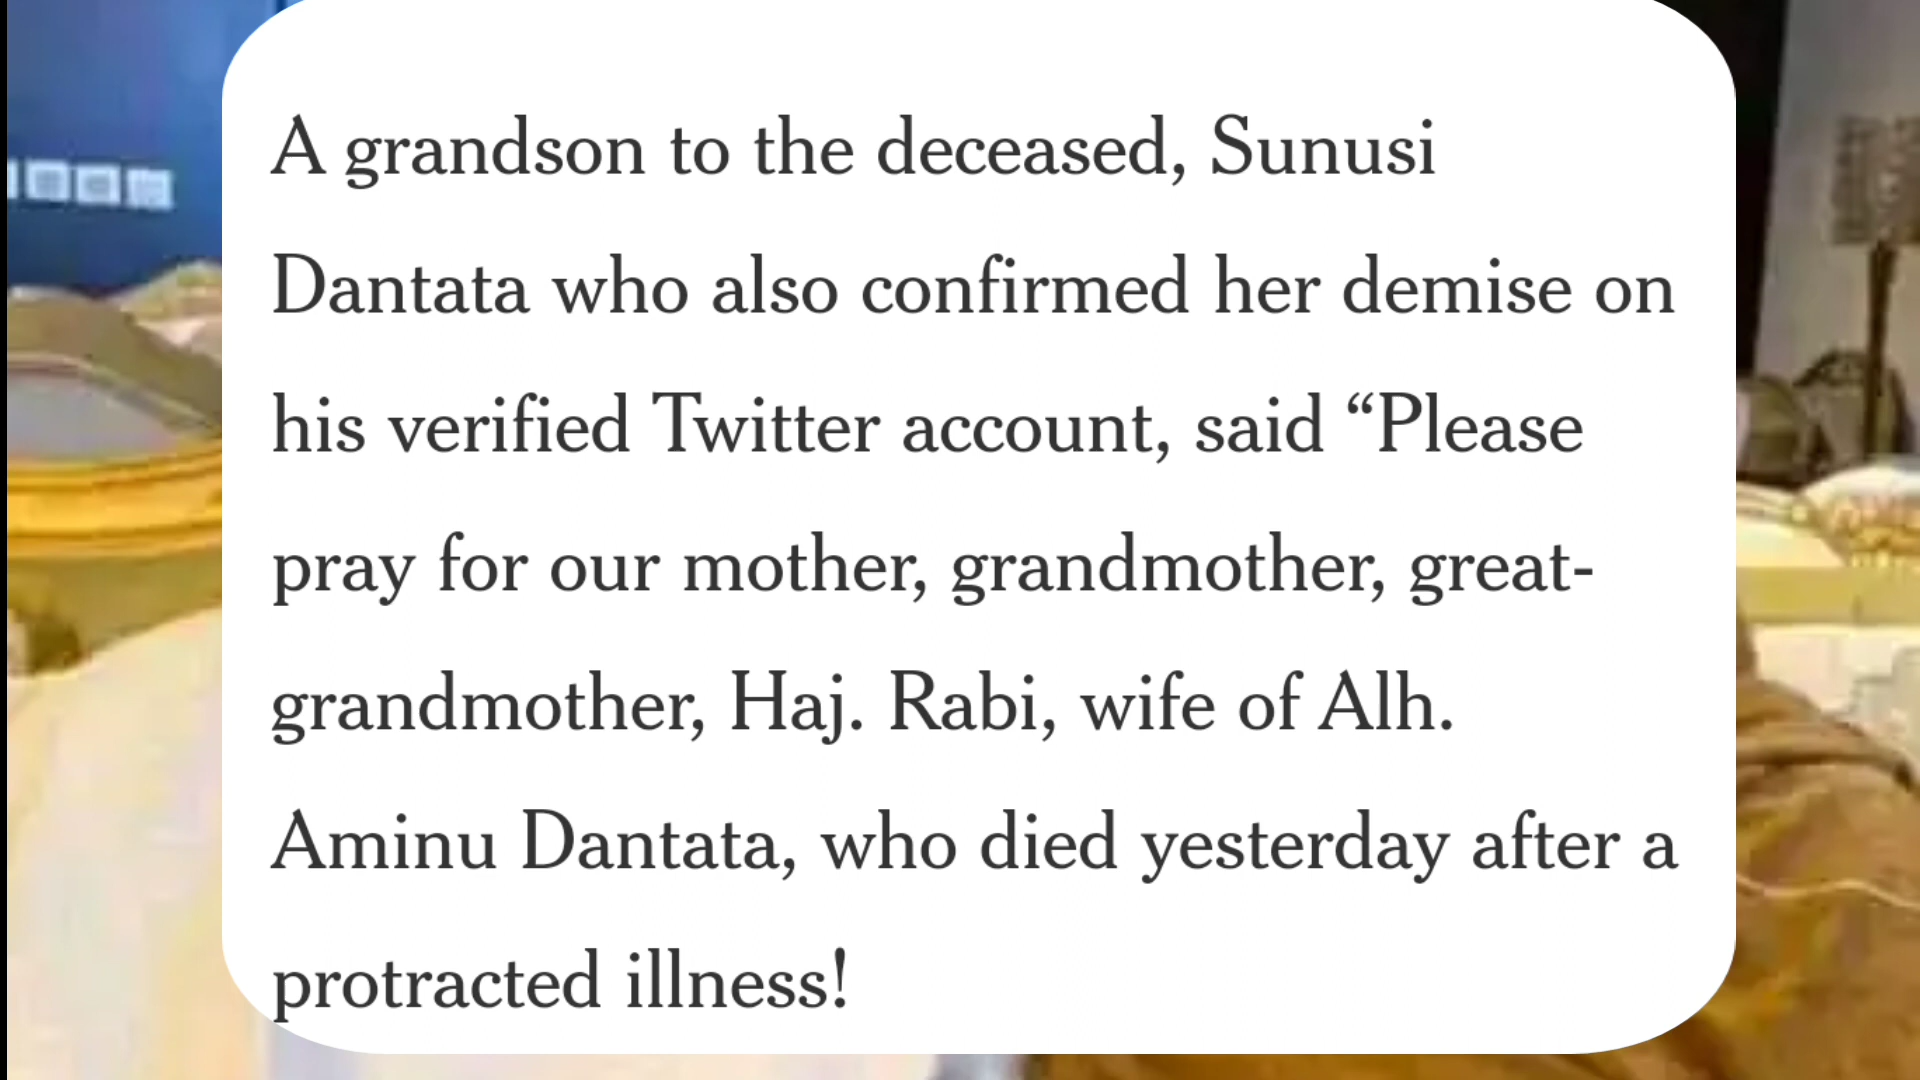 A grandson to the deceased, Sunusi
Dantata who also confirmed her demise on
his verified Twitter account, said “Please
pray for our mother, grandmother, great-
grandmother, Haj. Rabi, wife of Alh.
Aminu Dantata, who died yesterday after a
protracted illness!